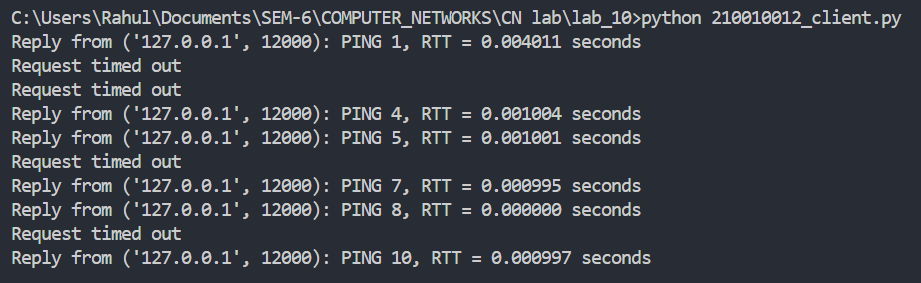 C:\Users\Rahul\Documents\SEM-6\COMPUTER_NETWORKS\CN lab\lab_10>python 210010012_client.py
Reply from ('127.0.0.1', 12000): PING 1, RTT = 0.004011 seconds
Request timed out
Request timed out
Reply from ('127.0.0.1', 12000): PING 4, RTT = 0.001004 seconds
Reply from ('127.0.0.1', 12000): PING 5, RTT = 0.001001 seconds
Request timed out
Reply from ('127.0.0.1', 12000): PING 7, RTT = 0.000995 seconds
Reply from ('127.0.0.1', 12000): PING 8, RTT = 0.000000 seconds
Request timed out
Reply from ('127.0.0.1', 12000): PING 10, RTT = 0.000997 seconds